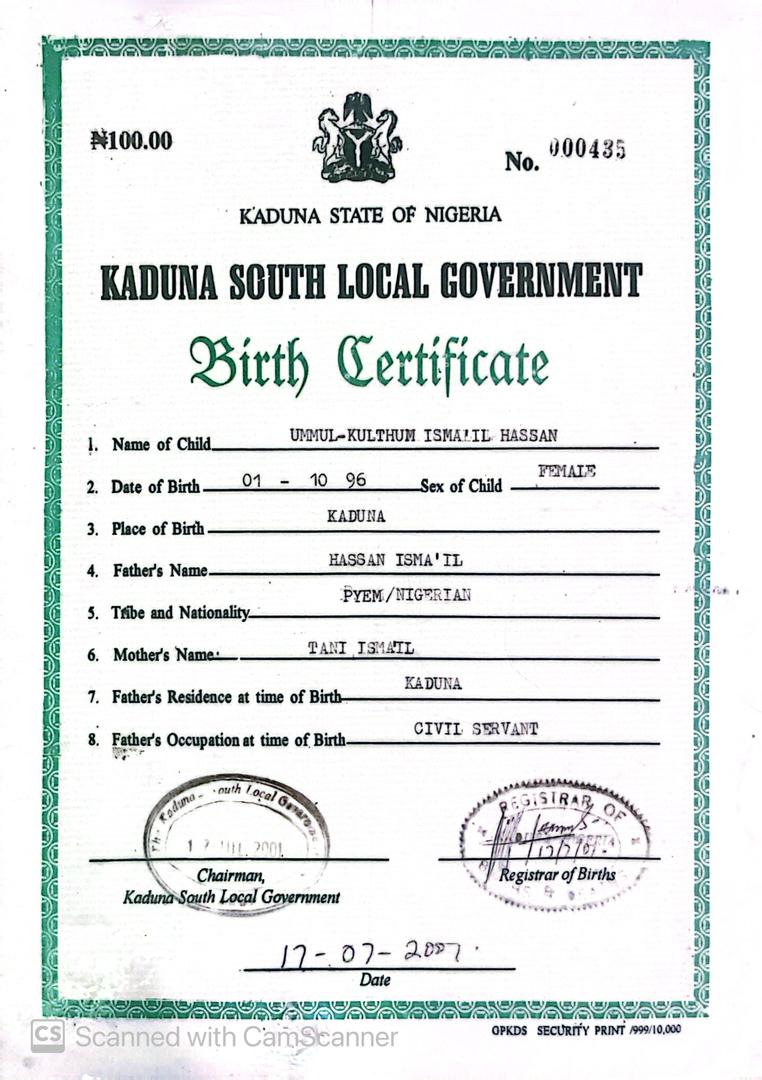 ₦100.00
No. 000435
KADUNA STATE OF NIGERIA
KADUNA SOUTH LOCAL GOVERNMENT
Birth Certificate
1. Name of Child UMMUL-KULTHUM ISMA'IL HASSAN
2. Date of Birth 01 - 10 96 Sex of Child FEMALE
3. Place of Birth KADUNA
4. Father's Name HASSAN ISMA'IL
5. Tribe and Nationality PYEM/NIGERIAN
6. Mother's Name: TANI ISMA'IL
7. Father's Residence at time of Birth KADUNA
8. Father's Occupation at time of Birth CIVIL SERVANT
Kaduna South Local
2001
REGISTRAR OF
Chairman,
Kaduna South Local Government
Registrar of Births
17-07-2001.
Date
GPKDS SECURITY PRINT /999/10,000
CS Scanned with CamScanner